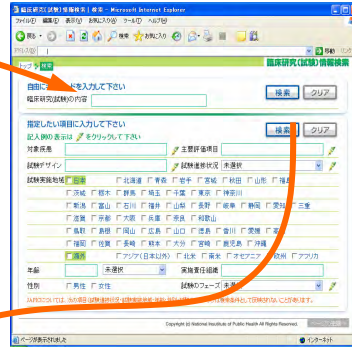 臨床研究(試験)情報検索 | 検索 - Microsoft Internet Explorer
ファイル(F) 編集(E) 表示(V) お気に入り(A) ツール(T) ヘルプ(H)
戻る 検索 お気に入り
アドレス(D) 移動 リンク
トップ > 検索 臨床研究(試験)情報検索
自由に ードを入力して下さい
臨床研究(試験)の内容 検索 クリア
指定したい項目に入力して下さい
記入例の表示は をクリックして下さい 検索 クリア
対象疾患 主要評価項目
試験デザイン 試験進捗状況 未選択
試験実施地域 日本 北海道 青森 岩手 宮城 秋田 山形 福島
茨城 栃木 群馬 埼玉 千葉 東京 神奈川
新潟 富山 石川 福井 山梨 長野 岐阜 静岡 愛知 三重
滋賀 京都 大阪 兵庫 奈良 和歌山
鳥取 島根 岡山 広島 山口 徳島 香川 愛媛 高
福岡 佐賀 長崎 熊本 大分 宮崎 鹿児島 沖縄
海外 アジア(日本以外) 北米 南米 オセアニア 欧州 アフリカ
年齢 未選択 実施責任組織
性別 男性 女性 試験のフェーズ 未選択
Copyright (c) National Institute of Public Health All Rights Reserved.
ページが表示されました インターネット